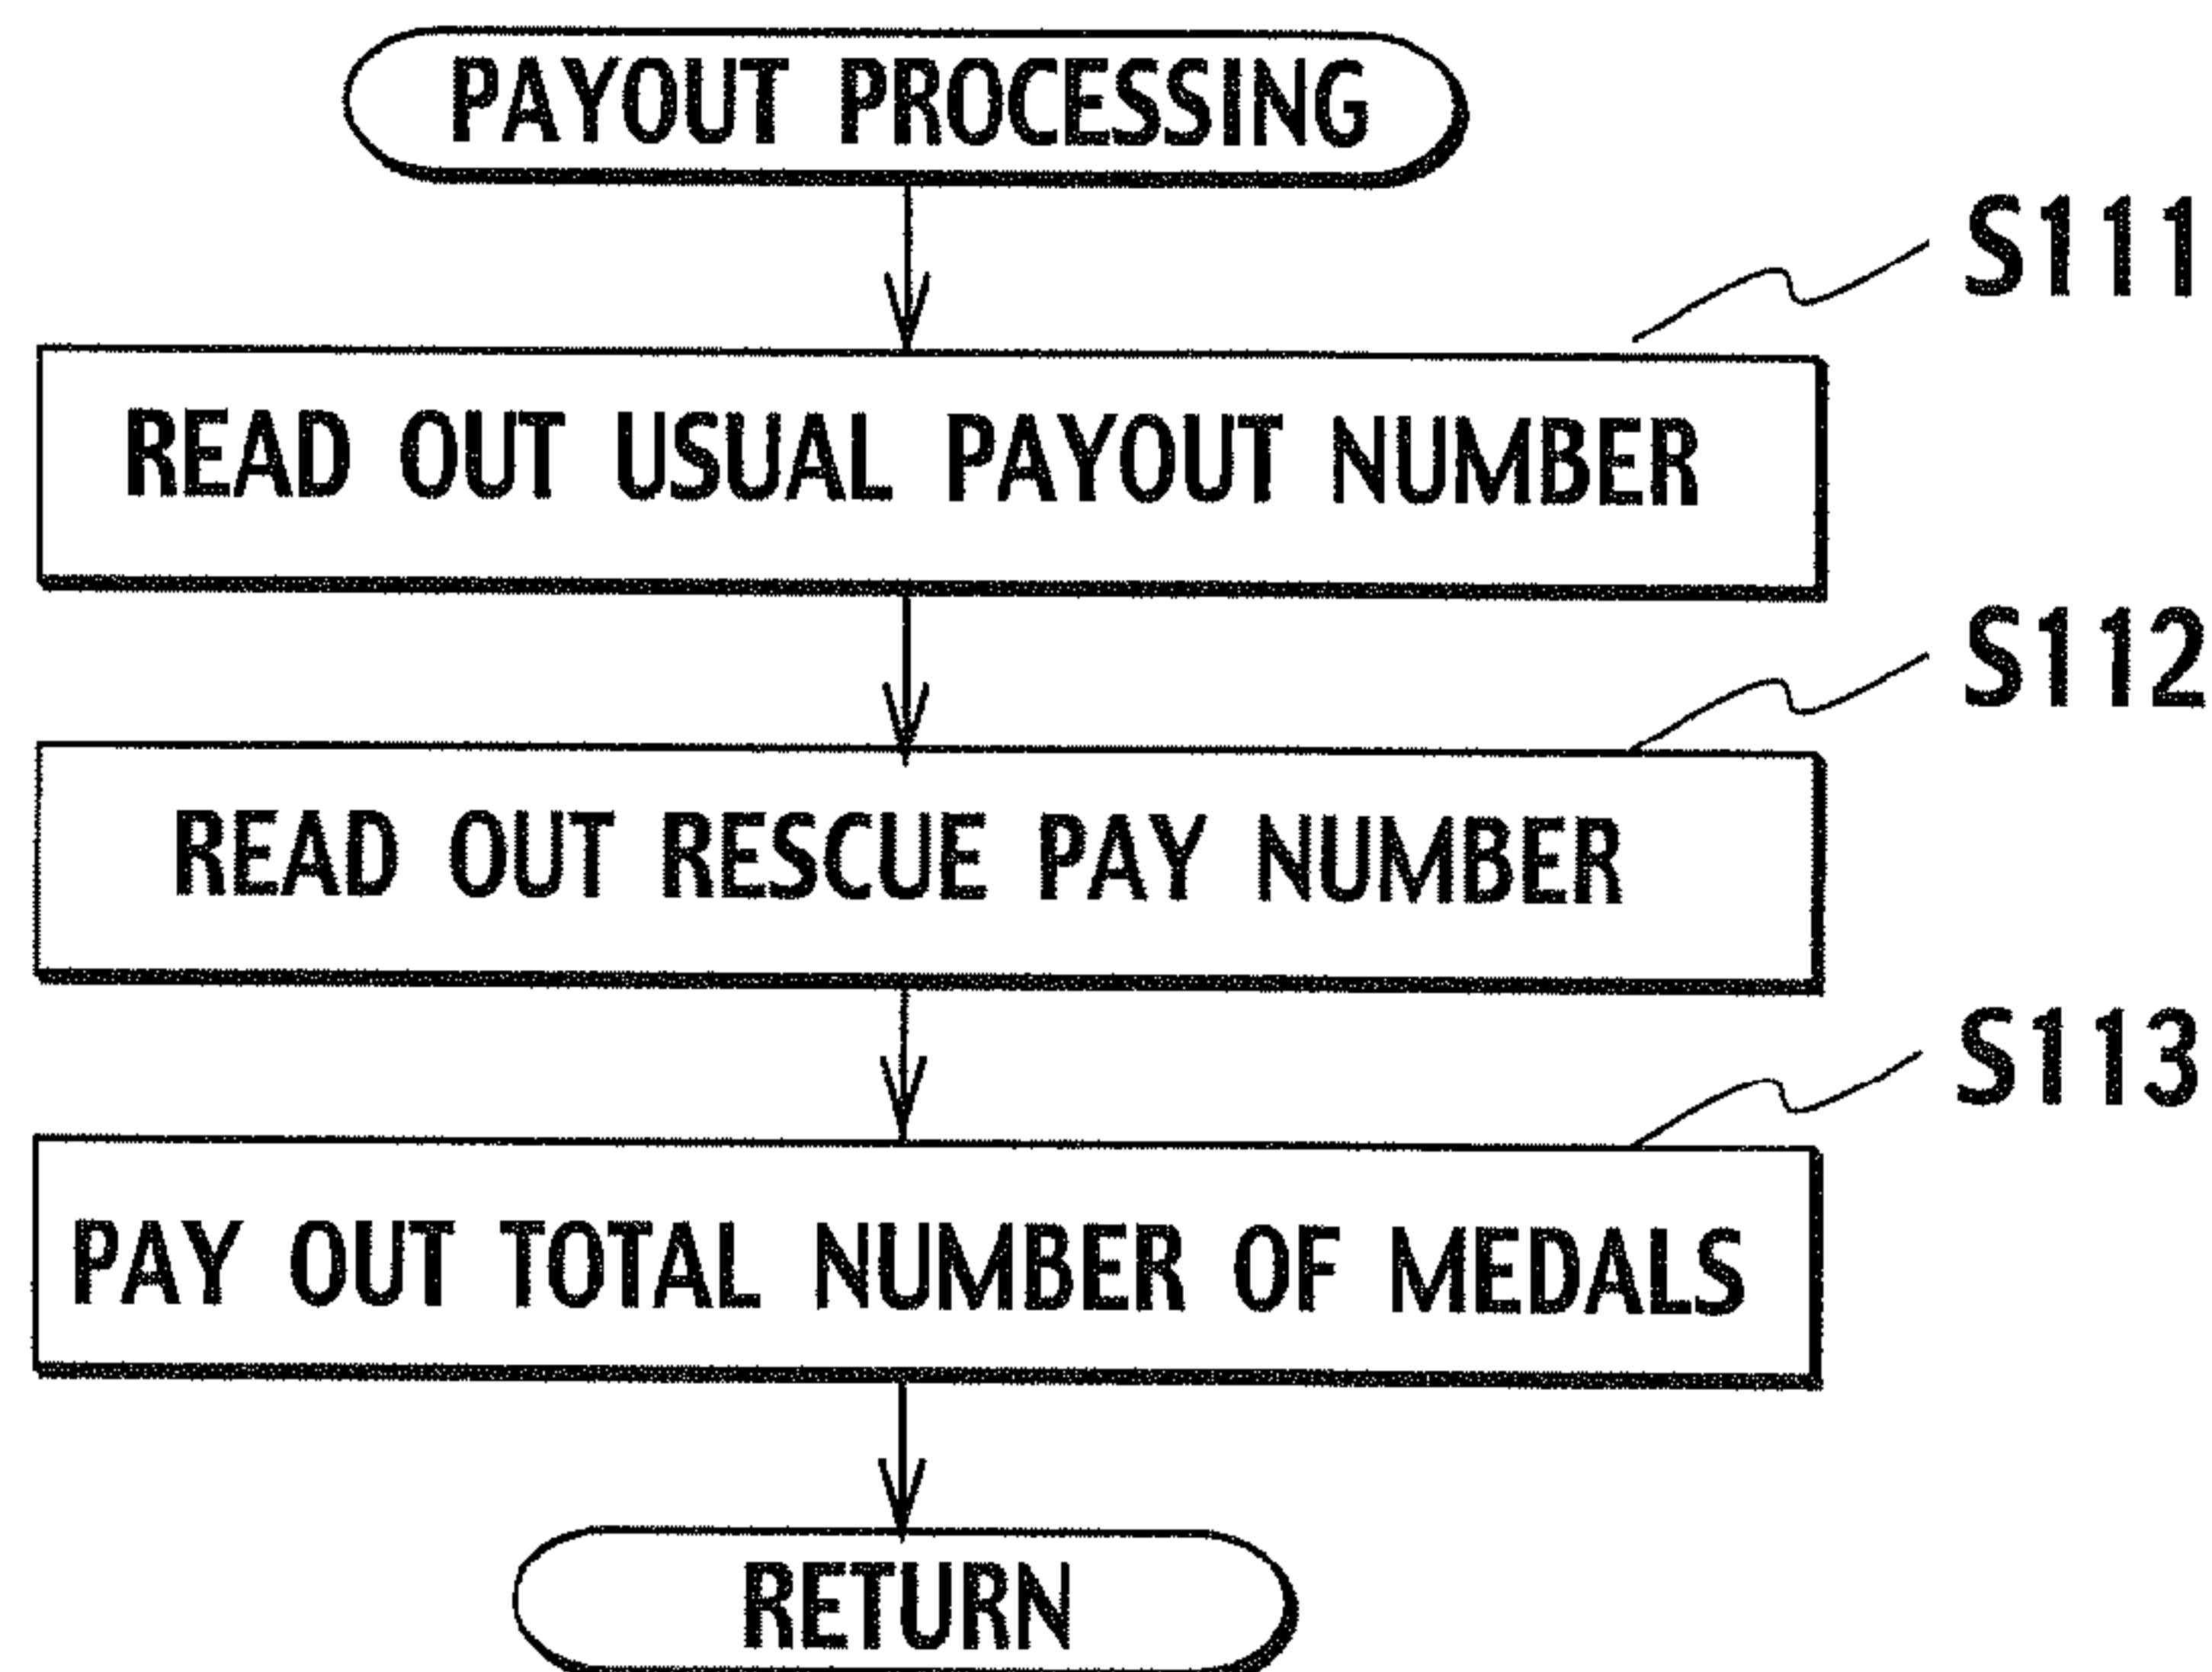 PAYOUT PROCESSING
S111
READ OUT USUAL PAYOUT NUMBER
S112
READ OUT RESCUE PAY NUMBER
S113
PAY OUT TOTAL NUMBER OF MEDALS
RETURN